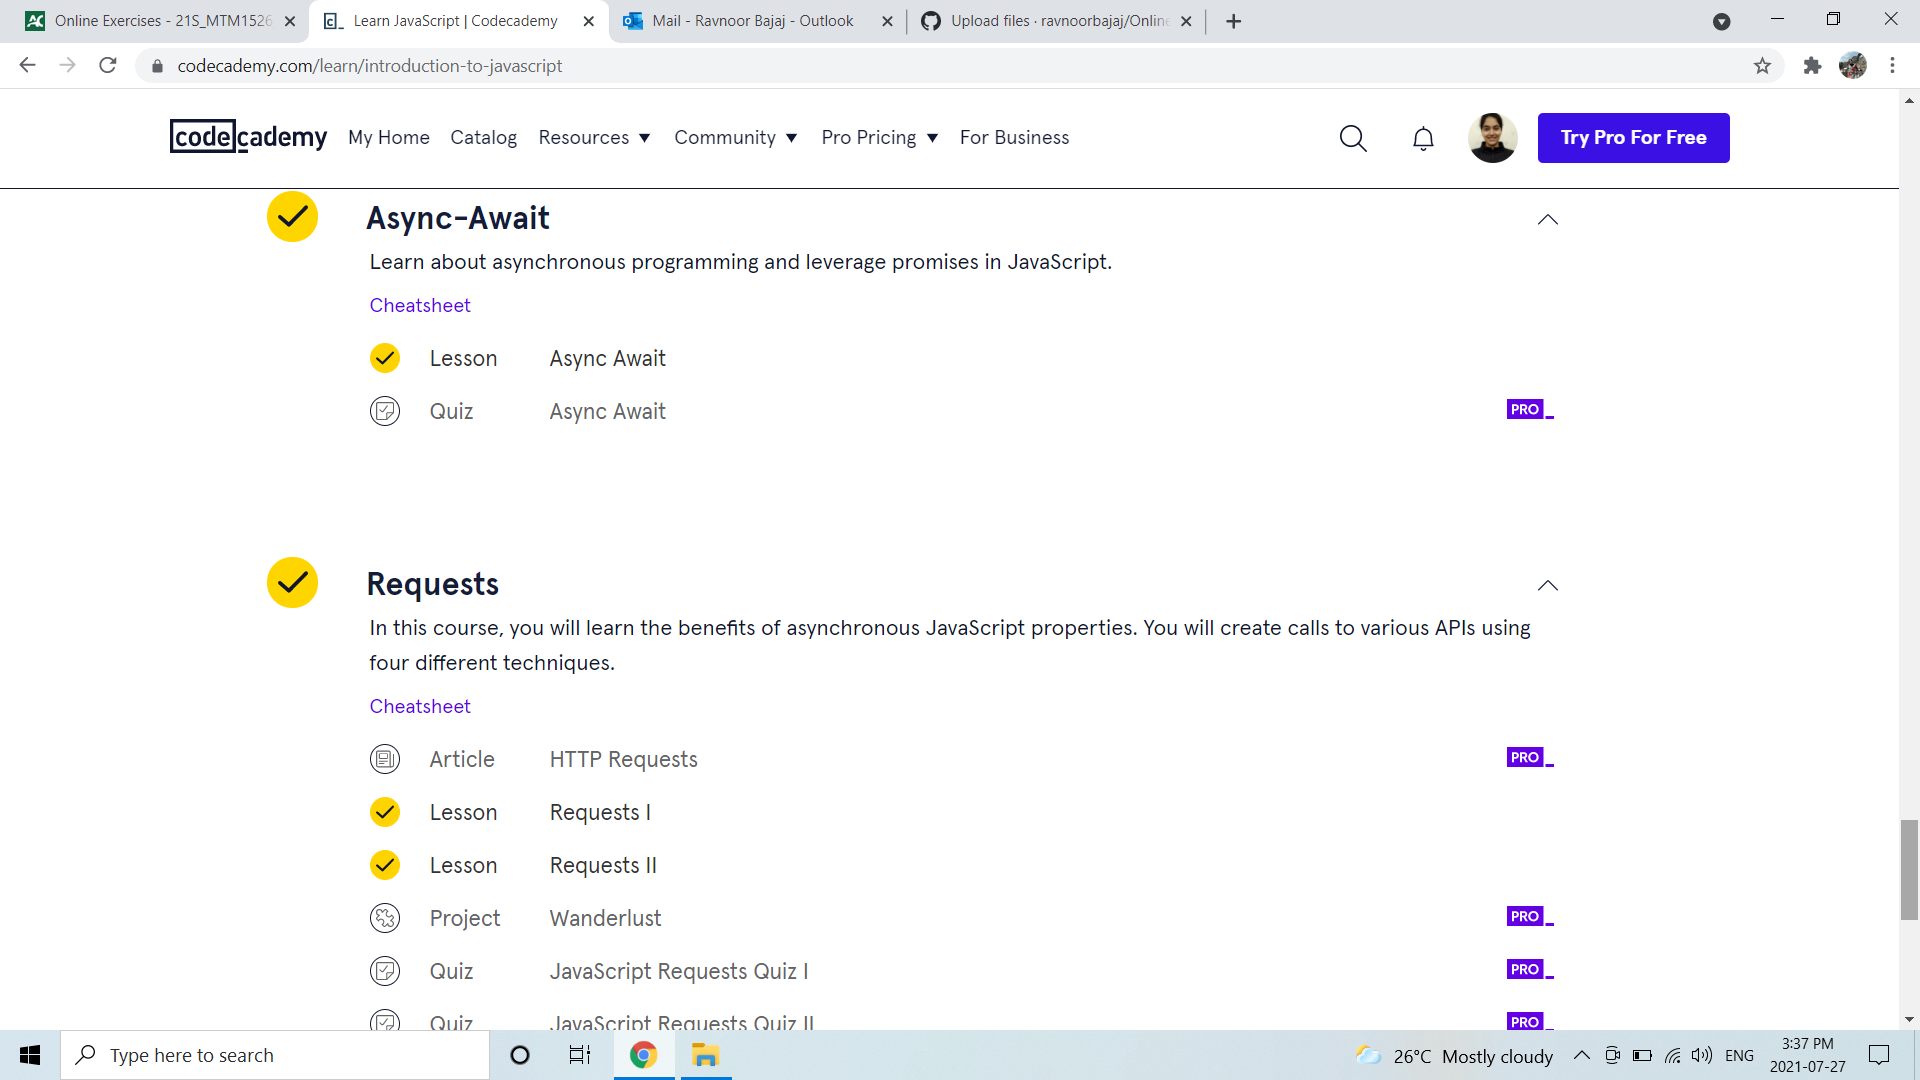 Online Exercises - 21S_MTM1526
Learn JavaScript | Codecademy
Mail - Ravnoor Bajaj - Outlook
Upload files · ravnoorbajaj/Online
codecademy.com/learn/introduction-to-javascript
codecademy
My Home
Catalog
Resources
Community
Pro Pricing
For Business
Try Pro For Free
Async-Await
Learn about asynchronous programming and leverage promises in JavaScript.
Cheatsheet
Lesson Async Await
Quiz Async Await PRO
Requests
In this course, you will learn the benefits of asynchronous JavaScript properties. You will create calls to various APIs using
four different techniques.
Cheatsheet
Article HTTP Requests PRO
Lesson Requests I
Lesson Requests II
Project Wanderlust PRO
Quiz JavaScript Requests Quiz I PRO
Quiz JavaScript Requests Quiz II PRO
Type here to search
26°C Mostly cloudy
ENG
3:37 PM
2021-07-27